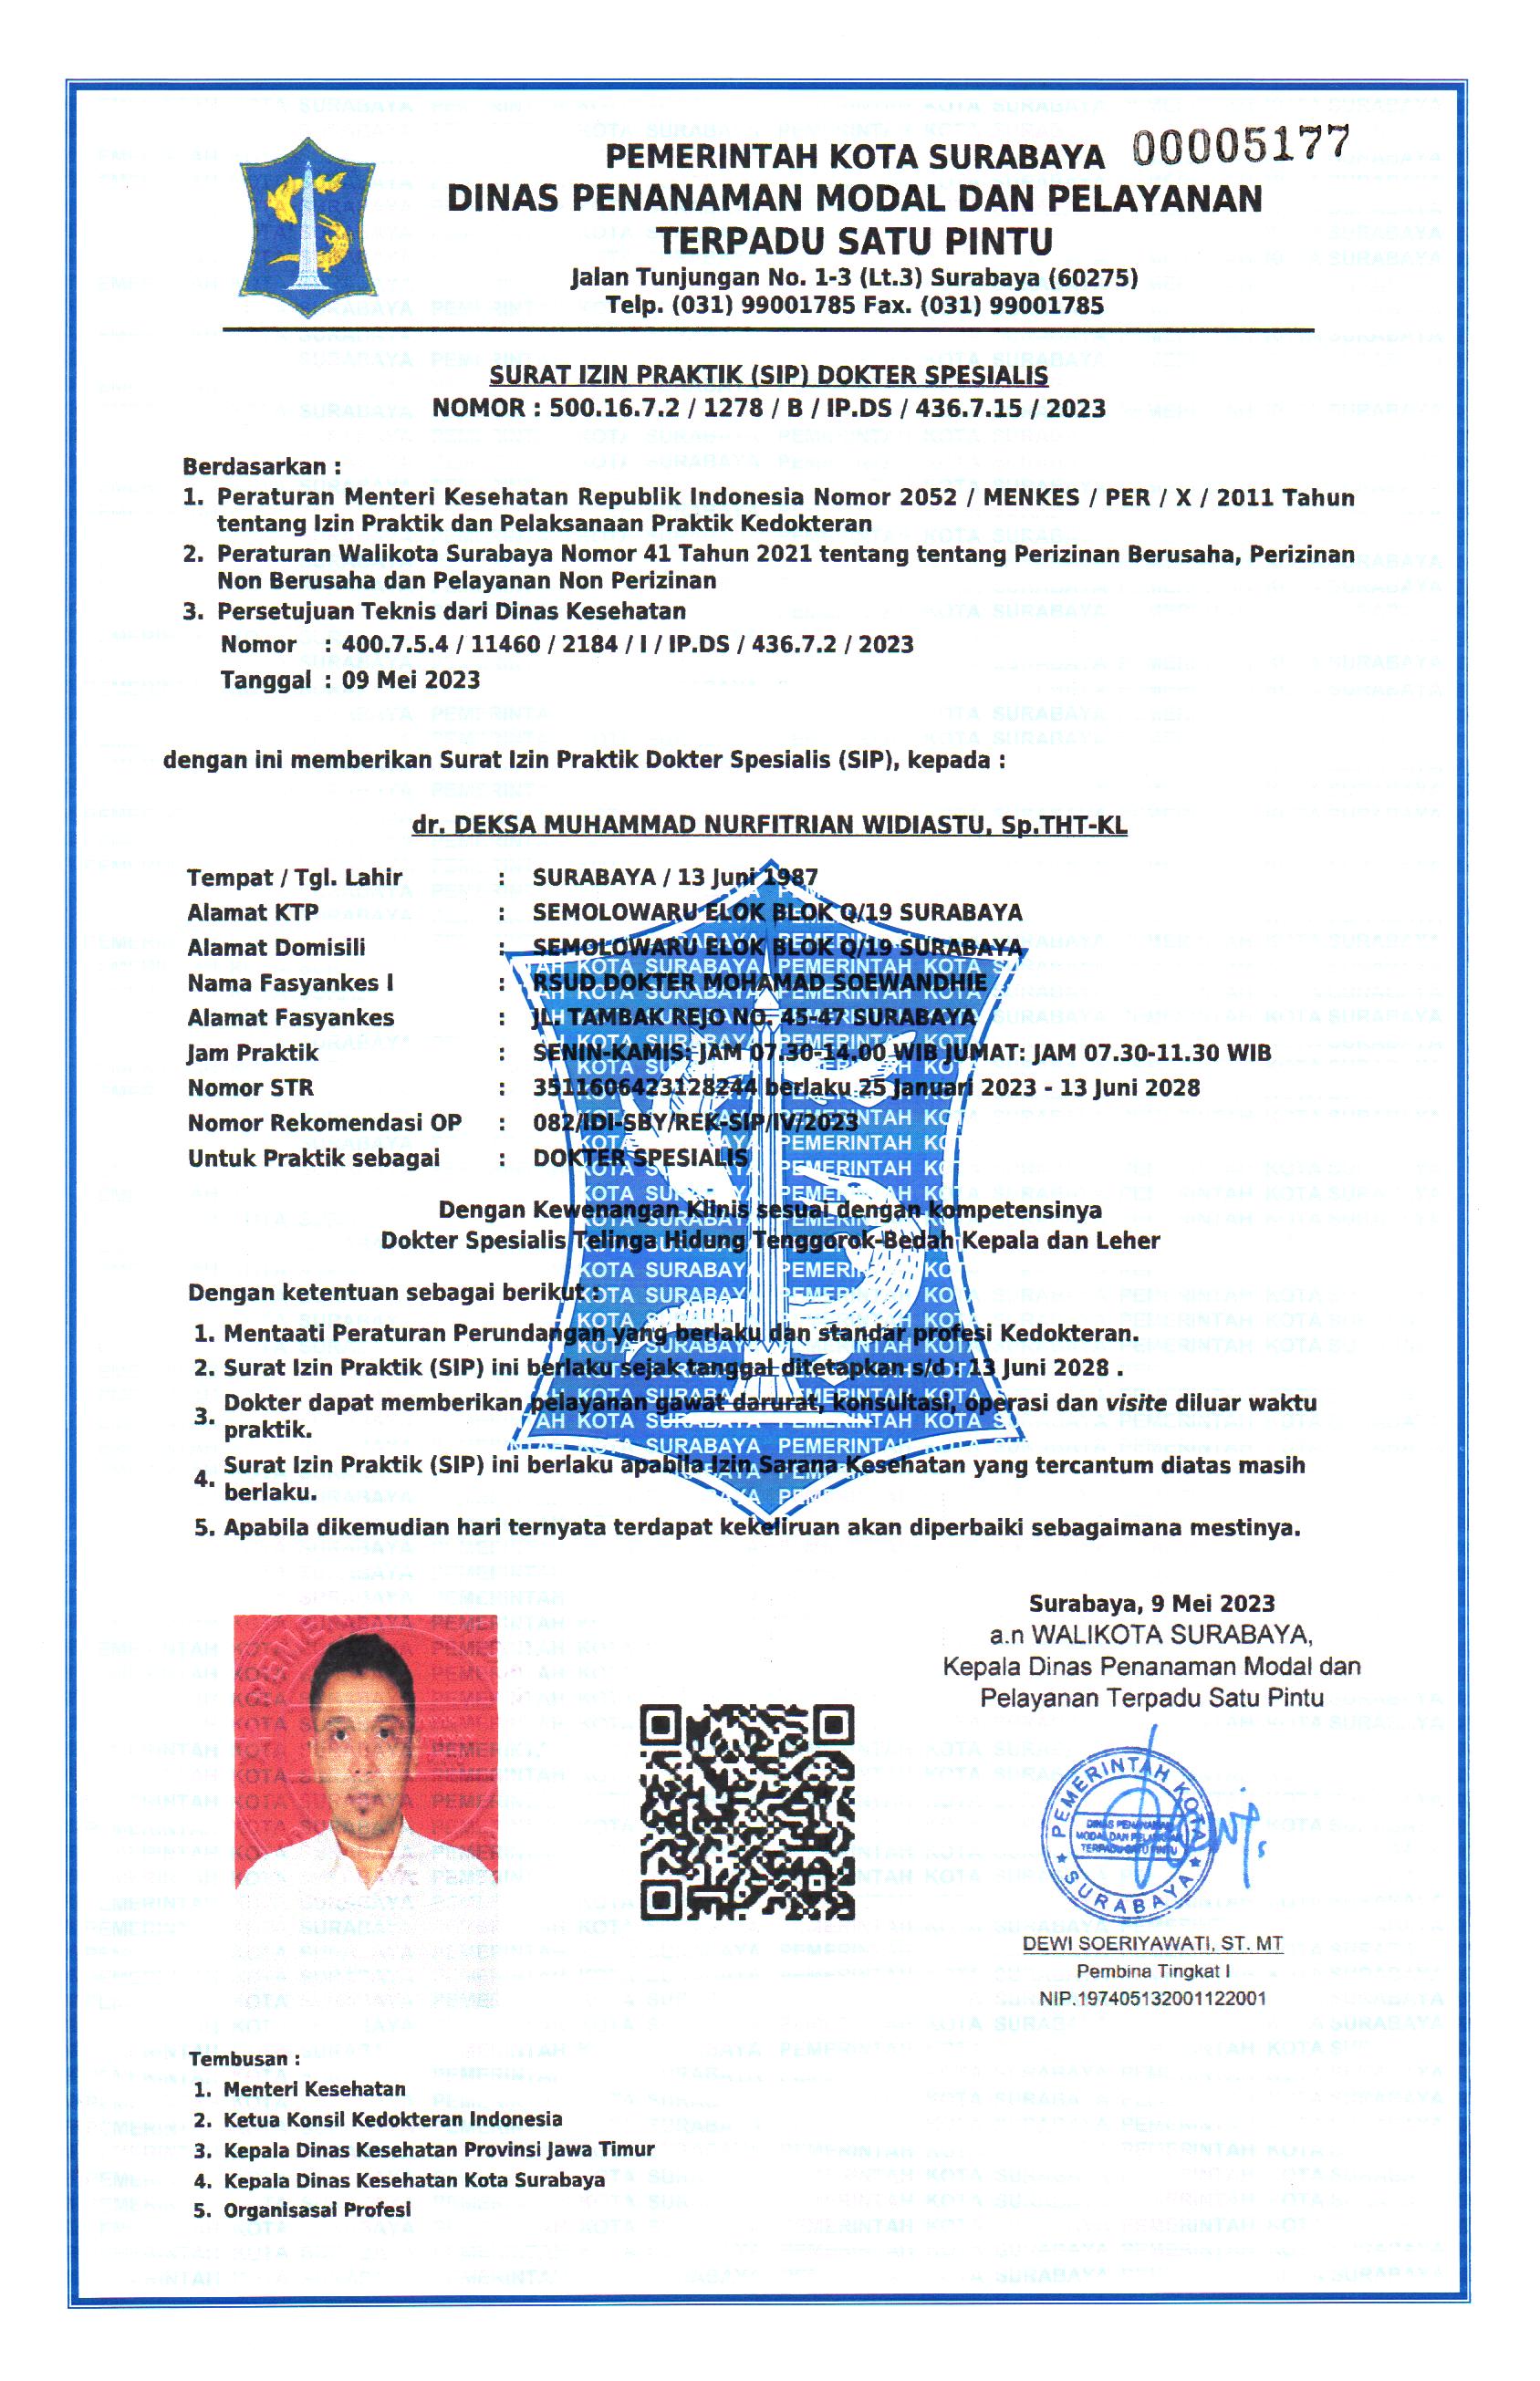 PEMERINTAH KOTA SURABAYA 00005177
DINAS PENANAMAN MODAL DAN PELAYANAN
TERPADU SATU PINTU
Jalan Tunjungan No. 1-3 (Lt.3) Surabaya (60275)
Telp. (031) 99001785 Fax. (031) 99001785
SURAT IZIN PRAKTIK (SIP) DOKTER SPESIALIS
NOMOR : 500.16.7.2 / 1278 / B / IP.DS / 436.7.15 / 2023
Berdasarkan :
1. Peraturan Menteri Kesehatan Republik Indonesia Nomor 2052 / MENKES / PER / X / 2011 Tahun
tentang Izin Praktik dan Pelaksanaan Praktik Kedokteran
2. Peraturan Walikota Surabaya Nomor 41 Tahun 2021 tentang tentang Perizinan Berusaha, Perizinan
Non Berusaha dan Pelayanan Non Perizinan
3. Persetujuan Teknis dari Dinas Kesehatan
Nomor : 400.7.5.4 / 11460 / 2184 / I / IP.DS / 436.7.2 / 2023
Tanggal : 09 Mei 2023
dengan ini memberikan Surat Izin Praktik Dokter Spesialis (SIP), kepada :
dr. DEKSA MUHAMMAD NURFITRIAN WIDIASTU, Sp.THT-KL
Tempat / Tgl. Lahir : SURABAYA / 13 Juni 1987
Alamat KTP : SEMOLOWARU ELOK BLOK Q/19 SURABAYA
Alamat Domisili : SEMOLOWARU ELOK BLOK Q/19 SURABAYA
Nama Fasyankes I : RSUD DOKTER MOHAMAD SOEWANDHIE
Alamat Fasyankes : JL. TAMBAK REJO NO. 45-47 SURABAYA
Jam Praktik : SENIN-KAMIS: JAM 07.30-14.00 WIB JUMAT: JAM 07.30-11.30 WIB
Nomor STR : 3511606423128244 berlaku 25 Januari 2023 - 13 Juni 2028
Nomor Rekomendasi OP : 082/IDI-SBY/REK-SIP/IV/2023
Untuk Praktik sebagai : DOKTER SPESIALIS
Dengan Kewenangan Klinis sesuai dengan kompetensinya
Dokter Spesialis Telinga Hidung Tenggorok-Bedah Kepala dan Leher
Dengan ketentuan sebagai berikut :
1. Mentaati Peraturan Perundangan yang berlaku dan standar profesi Kedokteran.
2. Surat Izin Praktik (SIP) ini berlaku sejak tanggal ditetapkan s/d : 13 Juni 2028 .
3. Dokter dapat memberikan pelayanan gawat darurat, konsultasi, operasi dan visite diluar waktu
praktik.
4. Surat Izin Praktik (SIP) ini berlaku apabila Izin Sarana Kesehatan yang tercantum diatas masih
berlaku.
5. Apabila dikemudian hari ternyata terdapat kekeliruan akan diperbaiki sebagaimana mestinya.
Surabaya, 9 Mei 2023
a.n WALIKOTA SURABAYA,
Kepala Dinas Penanaman Modal dan
Pelayanan Terpadu Satu Pintu
PEMERINTAH KOTA
DINAS PENANAMAN
MODAL DAN PELAYANAN
TERPADU SATU PINTU
SURABAYA
DEWI SOERIYAWATI, ST. MT
Pembina Tingkat I
NIP.197405132001122001
Tembusan :
1. Menteri Kesehatan
2. Ketua Konsil Kedokteran Indonesia
3. Kepala Dinas Kesehatan Provinsi Jawa Timur
4. Kepala Dinas Kesehatan Kota Surabaya
5. Organisasai Profesi